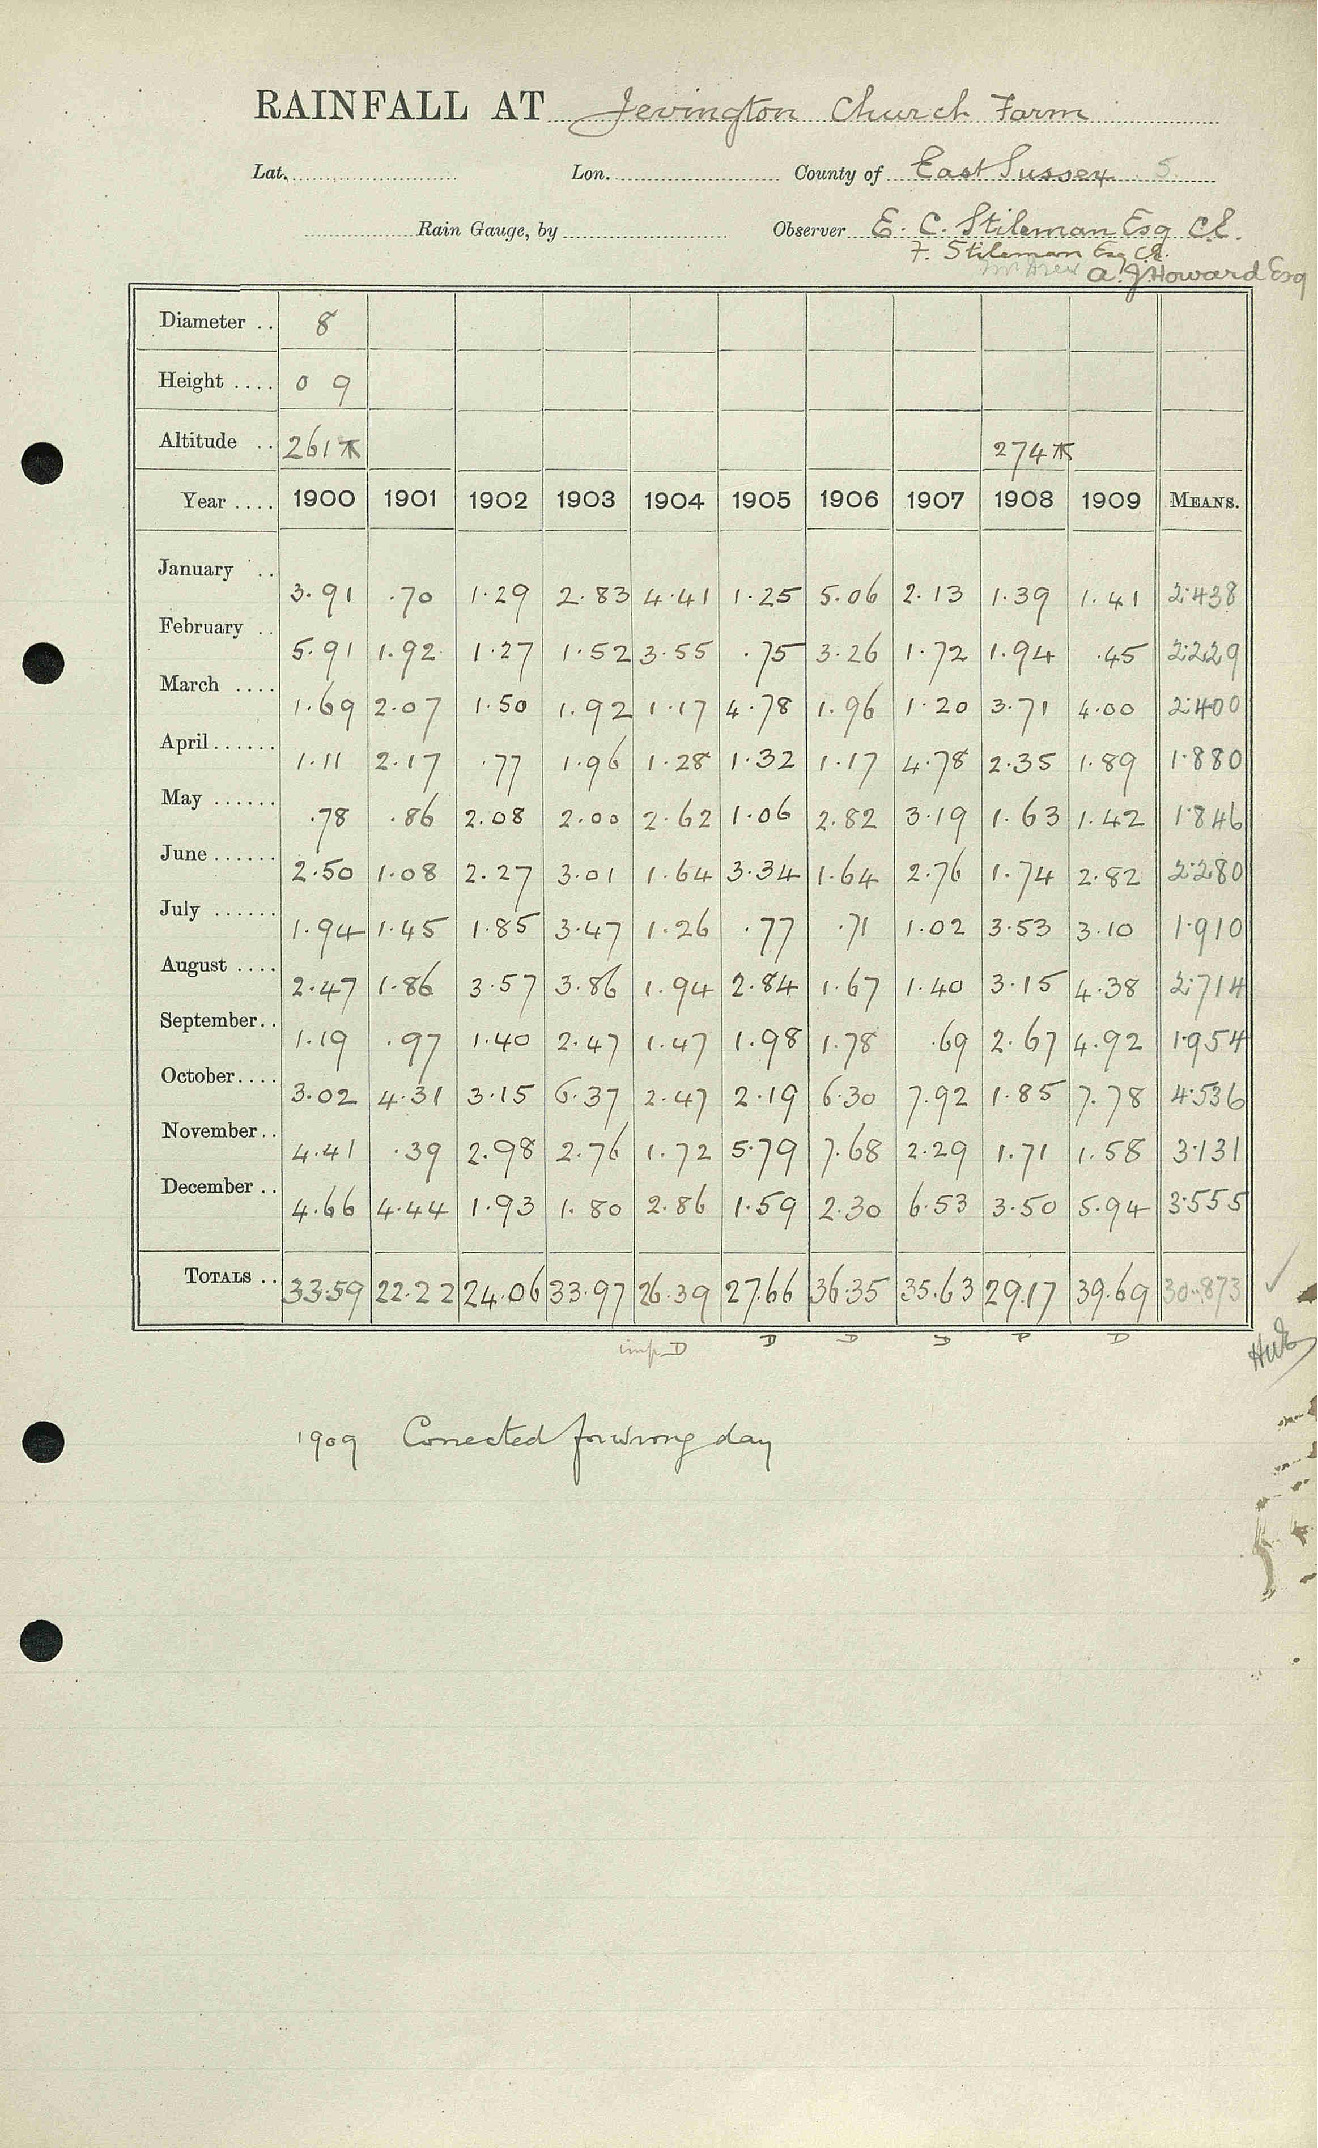 RAINFALL AT Jevington Church Farm
Lat. Lon. County of East Sussex 5.
Rain Gauge, by Observer E. C. Stileman Esq C.E.
F. Stileman Esq C.E.
A. J. Howard Esq
Diameter .. 8
Height .... 0 9
Altitude .. 261 274
Year .... 1900 1901 1902 1903 1904 1905 1906 1907 1908 1909 MEANS.
January .. 3.91 .70 1.29 2.83 4.41 1.25 5.06 2.13 1.39 1.41 2.438
February .. 5.91 1.92 1.27 1.52 3.55 .75 3.26 1.72 1.94 .45 2.229
March .... 1.69 2.07 1.50 1.92 1.17 4.78 1.96 1.20 3.71 4.00 2.400
April ...... 1.11 2.17 .77 1.96 1.28 1.32 1.17 4.78 2.35 1.89 1.880
May ...... .78 .86 2.08 2.00 2.62 1.06 2.82 3.19 1.63 1.42 1.846
June ...... 2.50 1.08 2.27 3.01 1.64 3.34 1.64 2.76 1.74 2.82 2.280
July ...... 1.94 1.45 1.85 3.47 1.26 .77 .71 1.02 3.53 3.10 1.910
August .... 2.47 1.86 3.57 3.86 1.94 2.84 1.67 1.40 3.15 4.38 2.714
September .. 1.19 .97 1.40 2.47 1.47 1.98 1.78 .69 2.67 4.92 1.954
October .... 3.02 4.31 3.15 6.37 2.47 2.19 6.30 7.92 1.85 7.78 4.536
November .. 4.41 .39 2.98 2.76 1.72 5.79 7.68 2.29 1.71 1.58 3.131
December .. 4.66 4.44 1.93 1.80 2.86 1.59 2.30 6.53 3.50 5.94 3.555
TOTALS .. 33.59 22.22 24.06 33.97 26.39 27.66 36.35 35.63 29.17 39.69 30.873
imp D D D D P D
1909 Corrected for wrong day